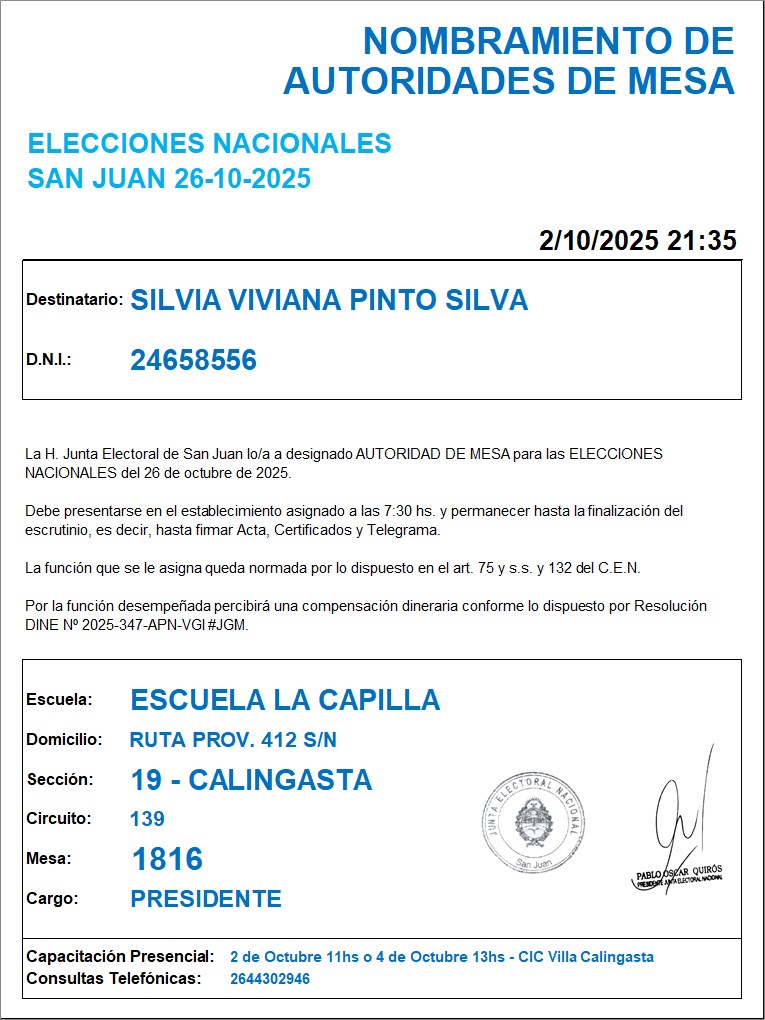 NOMBRAMIENTO DE
AUTORIDADES DE MESA
ELECCIONES NACIONALES
SAN JUAN 26-10-2025
2/10/2025 21:35
Destinatario: SILVIA VIVIANA PINTO SILVA
D.N.I.: 24658556
La H. Junta Electoral de San Juan lo/a a designado AUTORIDAD DE MESA para las ELECCIONES
NACIONALES del 26 de octubre de 2025.
Debe presentarse en el establecimiento asignado a las 7:30 hs. y permanecer hasta la finalización del
escrutinio, es decir, hasta firmar Acta, Certificados y Telegrama.
La función que se le asigna queda normada por lo dispuesto en el art. 75 y s.s. y 132 del C.E.N.
Por la función desempeñada percibirá una compensación dineraria conforme lo dispuesto por Resolución
DINE Nº 2025-347-APN-VGI#JGM.
Escuela: ESCUELA LA CAPILLA
Domicilio: RUTA PROV. 412 S/N
Sección: 19 - CALINGASTA
Circuito: 139
Mesa: 1816
Cargo: PRESIDENTE
JUNTA ELECTORAL NACIONAL
San Juan
PABLO OSCAR QUIRÓS
PRESIDENTE JUNTA ELECTORAL NACIONAL
Capacitación Presencial: 2 de Octubre 11hs o 4 de Octubre 13hs - CIC Villa Calingasta
Consultas Telefónicas: 2644302946